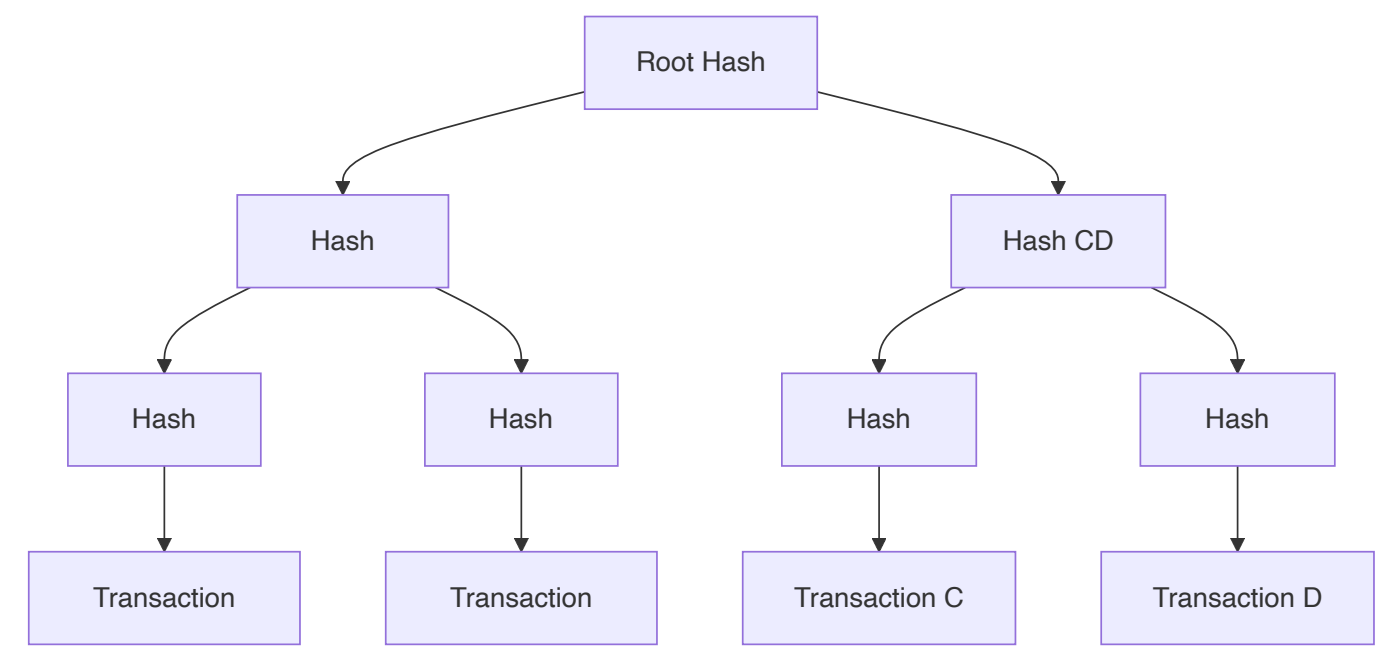 Root Hash
Hash
Hash CD
Hash
Hash
Hash
Hash
Transaction
Transaction
Transaction C
Transaction D